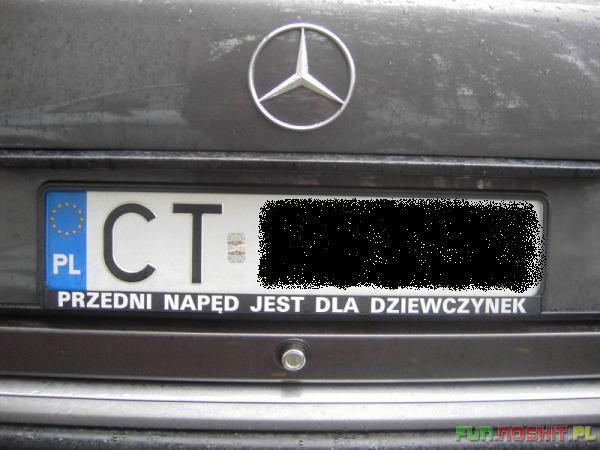 PL CT
PRZEDNI NAPĘD JEST DLA DZIEWCZYNEK
FUN.NOSHIT.PL